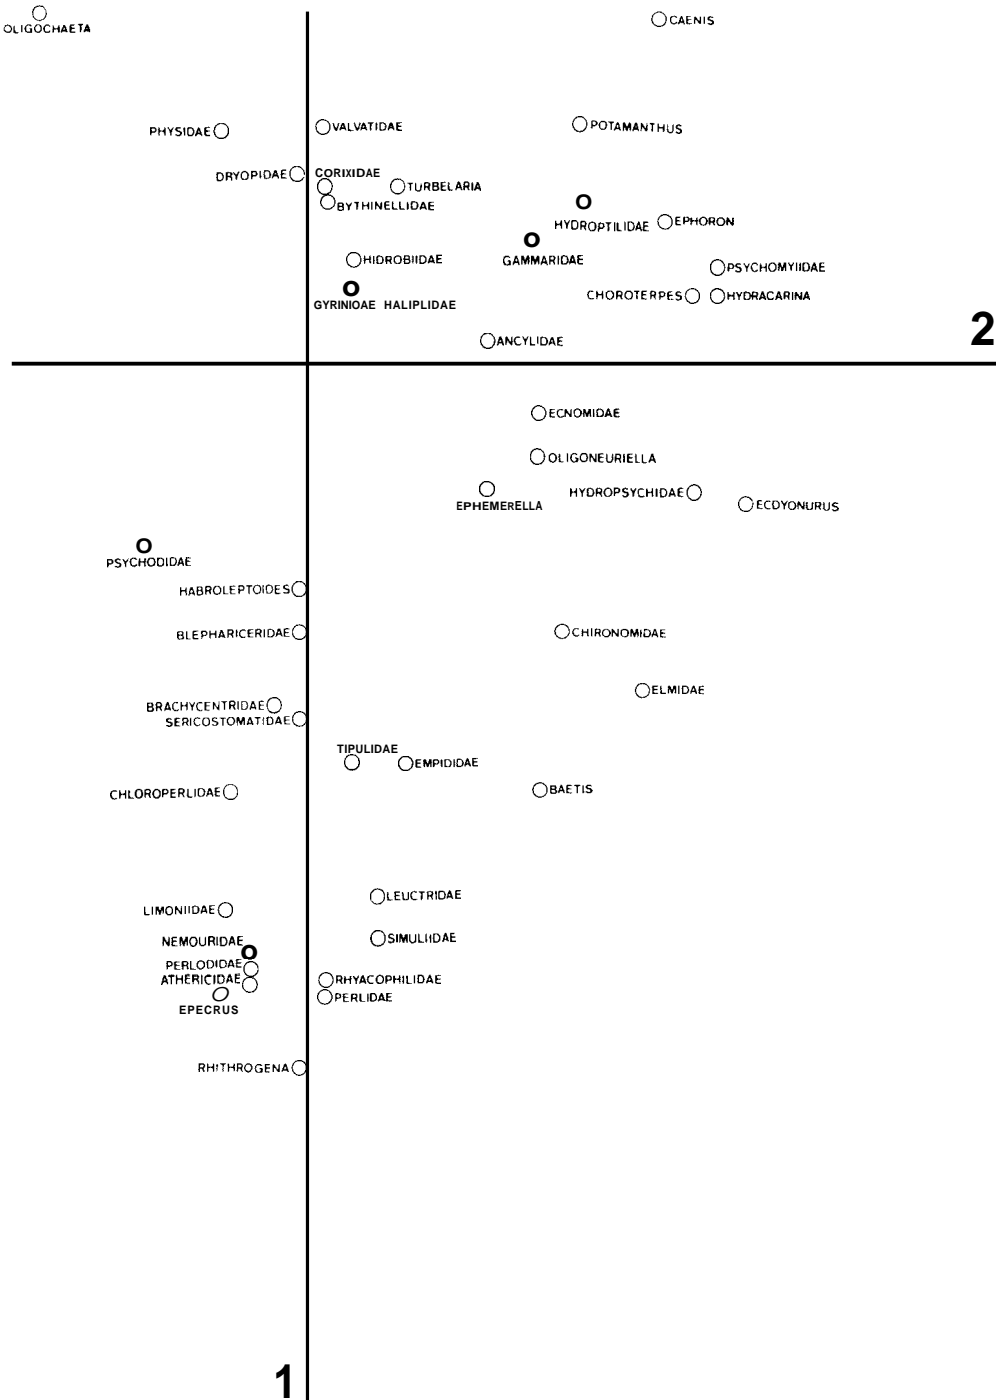 OLIGOCHAETA
CAENIS
PHYSIDAE
VALVATIDAE
POTAMANTHUS
DRYOPIDAE
CORIXIDAE
TURBELARIA
BYTHINELLIDAE
HYDROPTILIDAE
EPHORON
GAMMARIDAE
HIDROBIIDAE
PSYCHOMYIIDAE
CHOROTERPES
HYDRACARINA
GYRINIOAE HALIPLIDAE
2
ANCYLIDAE
ECNOMIDAE
OLIGONEURIELLA
HYDROPSYCHIDAE
EPHEMERELLA
ECDYONURUS
PSYCHODIDAE
HABROLEPTOIDES
BLEPHARICERIDAE
CHIRONOMIDAE
ELMIDAE
BRACHYCENTRIDAE
SERICOSTOMATIDAE
TIPULIDAE
EMPIDIDAE
CHLOROPERLIDAE
BAETIS
LEUCTRIDAE
LIMONIIDAE
NEMOURIDAE
SIMULIIDAE
PERLODIDAE
ATHERICIDAE
RHYACOPHILIDAE
PERLIDAE
EPECRUS
RHITHROGENA
1